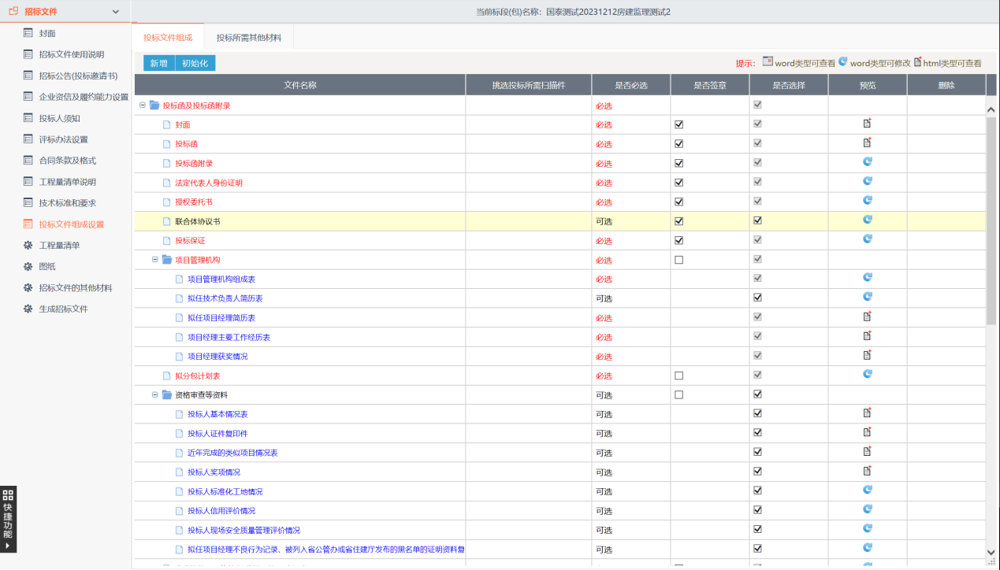 招标文件
当前标段(包)名称: 国泰测试20231212房建监理测试2
封面
招标文件使用说明
招标公告(投标邀请书)
企业资信及履约能力设置
投标人须知
评标办法设置
合同条款及格式
工程量清单说明
技术标准和要求
投标文件组成设置
工程量清单
图纸
招标文件的其他材料
生成招标文件
快捷功能
投标文件组成 投标所需其他材料
新增 初始化 提示: word类型可查看 word类型可修改 html类型可查看
文件名称 挑选投标所需扫描件 是否必选 是否签章 是否选择 预览 删除
投标函及投标函附录 必选
封面 必选
投标函 必选
投标函附录 必选
法定代表人身份证明 必选
授权委托书 必选
联合体协议书 可选
投标保证 必选
项目管理机构 必选
项目管理机构组成表 必选
拟任技术负责人简历表 可选
拟任项目经理简历表 必选
项目经理主要工作经历表 必选
项目经理获奖情况 必选
拟分包计划表 必选
资格审查等资料 可选
投标人基本情况表 可选
投标人证件复印件 可选
近年完成的类似项目情况表 可选
投标人奖项情况 可选
投标人标准化工地情况 可选
投标人信用评价情况 可选
投标人现场安全质量管理评价情况 可选
拟任项目经理不良行为记录、被列入省公管办或省住建厅发布的黑名单的证明资料复 可选